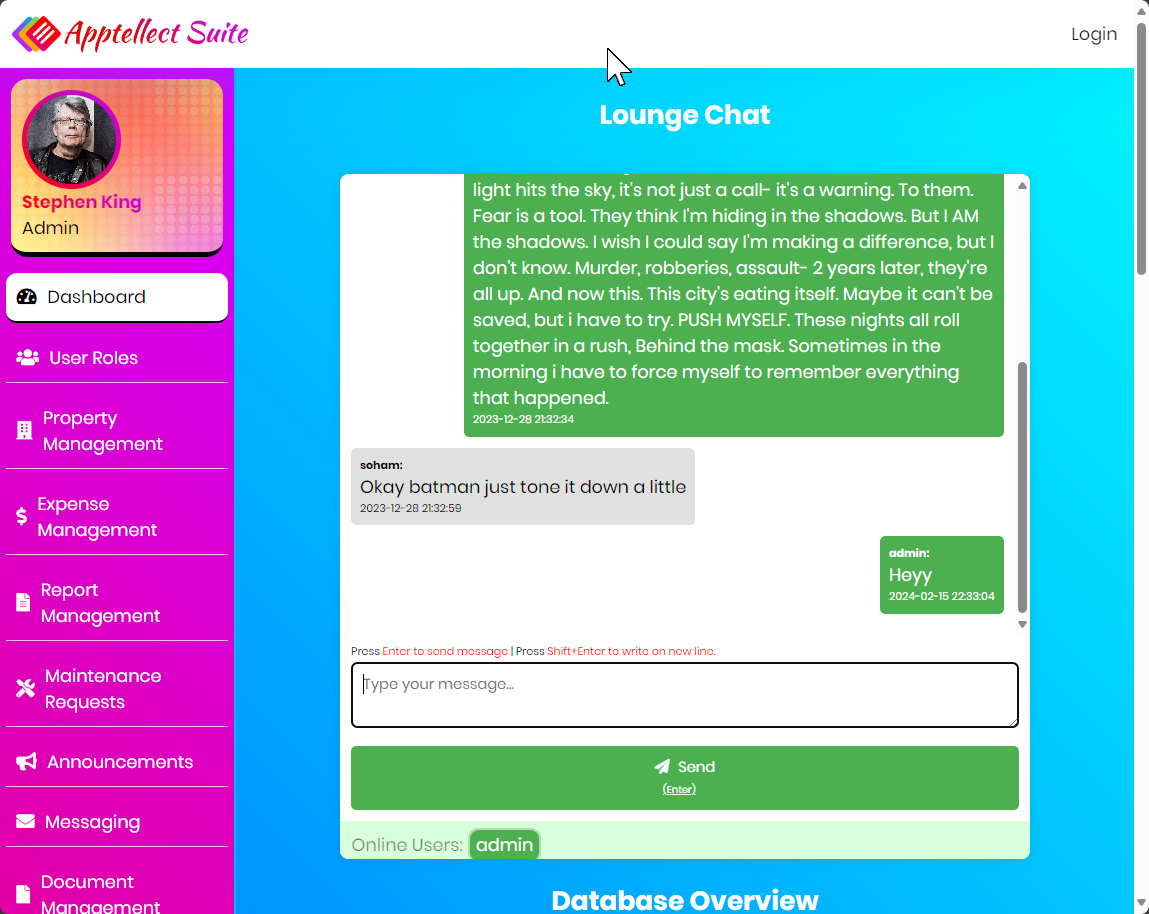 Apptellect Suite
Login
Stephen King
Admin
Dashboard
User Roles
Property
Management
Expense
Management
Report
Management
Maintenance
Requests
Announcements
Messaging
Document
Management
Lounge Chat
light hits the sky, it's not just a call- it's a warning. To them.
Fear is a tool. They think I'm hiding in the shadows. But I AM
the shadows. I wish I could say I'm making a difference, but I
don't know. Murder, robberies, assault- 2 years later, they're
all up. And now this. This city's eating itself. Maybe it can't be
saved, but i have to try. PUSH MYSELF. These nights all roll
together in a rush, Behind the mask. Sometimes in the
morning i have to force myself to remember everything
that happened.
2023-12-28 21:32:34
soham:
Okay batman just tone it down a little
2023-12-28 21:32:59
admin:
Heyy
2024-02-15 22:33:04
Press Enter to send message | Press Shift+Enter to write on new line.
Type your message...
Send
(Enter)
Online Users: admin
Database Overview